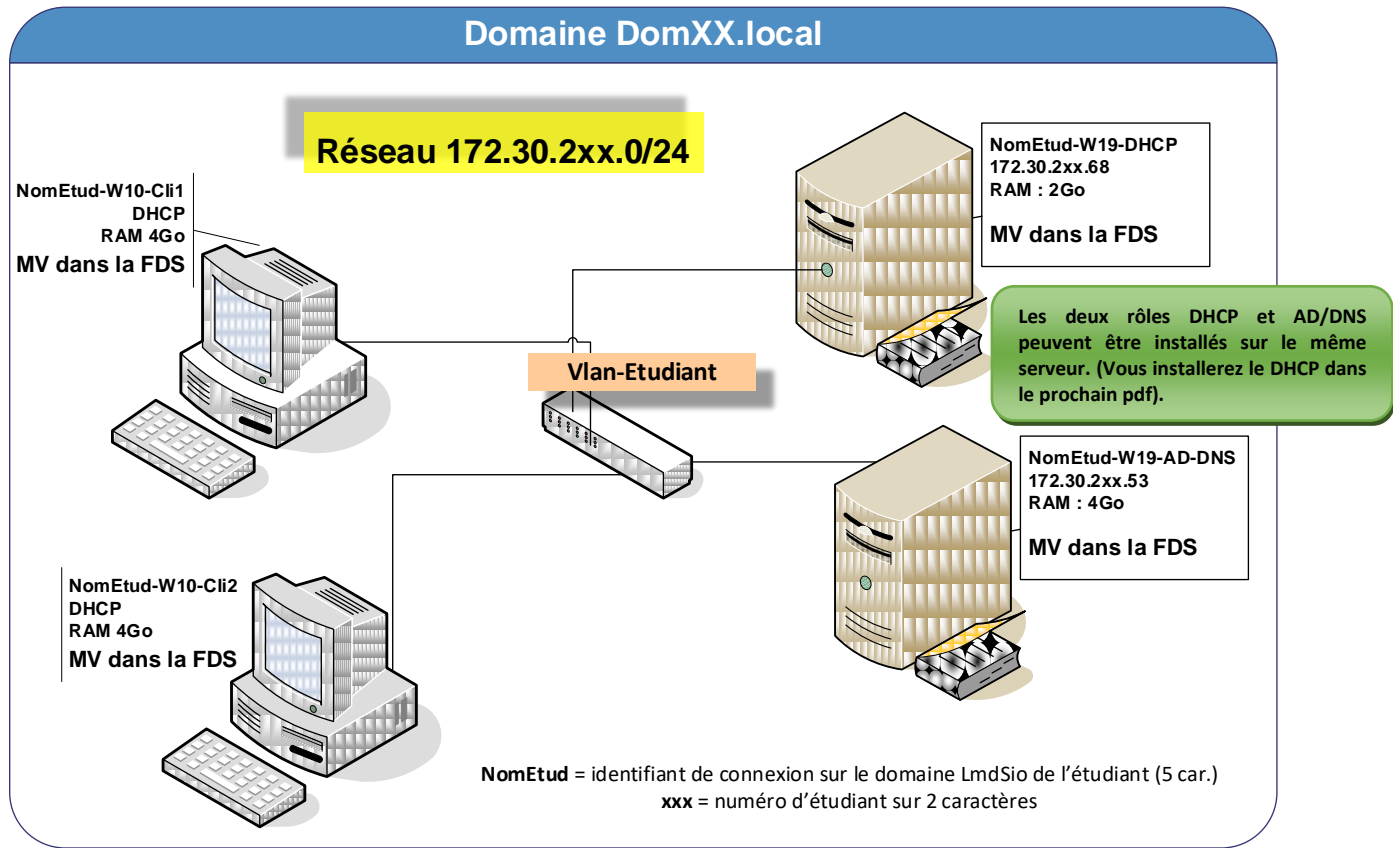 Domaine DomXX.local
Réseau 172.30.2xx.0/24
NomEtud-W10-Cli1
DHCP
RAM 4Go
MV dans la FDS
NomEtud-W19-DHCP
172.30.2xx.68
RAM : 2Go
MV dans la FDS
Les deux rôles DHCP et AD/DNS
peuvent être installés sur le même
serveur. (Vous installerez le DHCP dans
le prochain pdf).
Vlan-Etudiant
NomEtud-W19-AD-DNS
172.30.2xx.53
RAM : 4Go
MV dans la FDS
NomEtud-W10-Cli2
DHCP
RAM 4Go
MV dans la FDS
NomEtud = identifiant de connexion sur le domaine LmdSio de l'étudiant (5 car.)
xxx = numéro d'étudiant sur 2 caractères